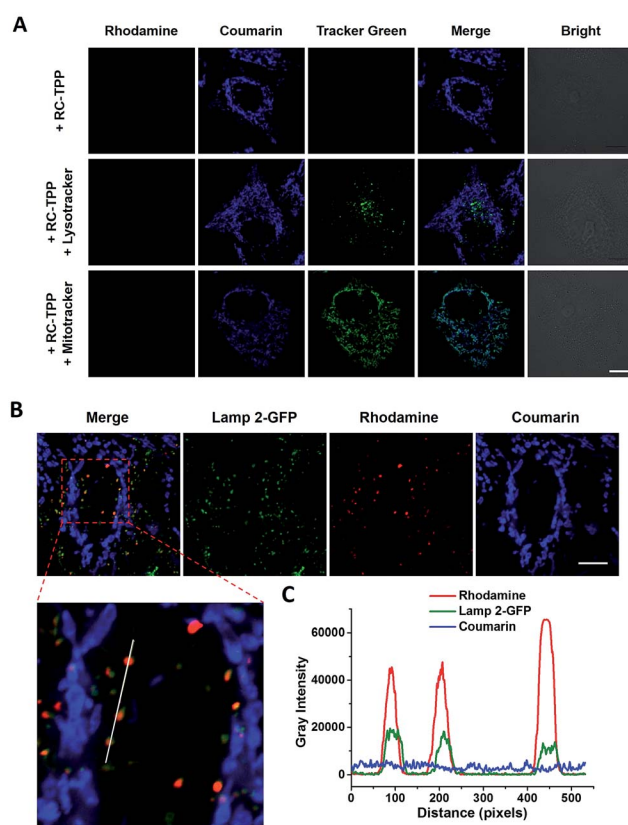 A
Rhodamine Coumarin Tracker Green Merge Bright
+ RC-TPP
+ RC-TPP
+ Lysotracker
+ RC-TPP
+ Mitotracker
B
Merge Lamp 2-GFP Rhodamine Coumarin
C
Rhodamine
Lamp 2-GFP
Coumarin
60000
40000
20000
0
Gray Intensity
0 100 200 300 400 500
Distance (pixels)